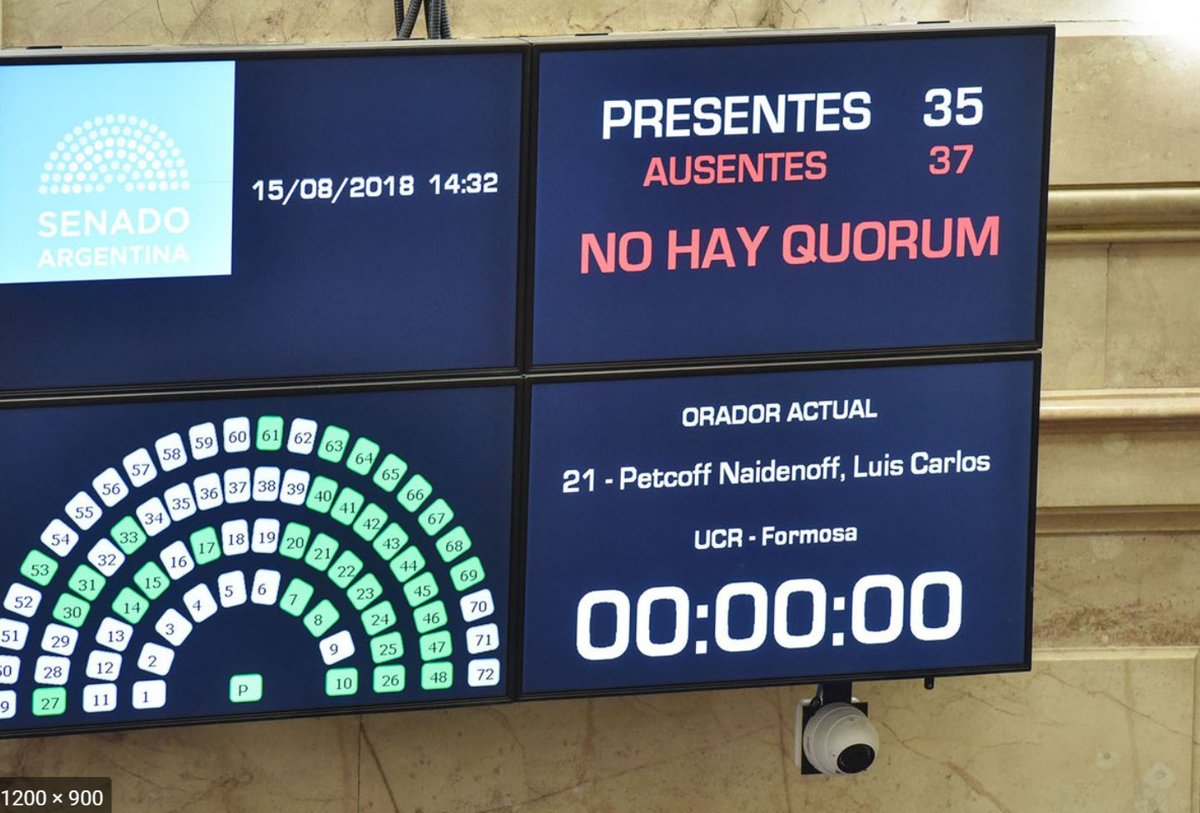 SENADO
ARGENTINA
15/08/2018 14:32
PRESENTES 35
AUSENTES 37
NO HAY QUORUM
60 61 62
59 63
58 64
57 65
56 66
55 67
54 68
53 69
52 70
51 71
72
37 38 39
36 40
35 41
34 42
33 43
32 44
31 45
30 46
29 47
28 48
27
18 19
17 20
16 21
15 22
14 23
13 24
12 25
11 26
5 6
4 7
3 8
2 9
1 P 10
ORADOR ACTUAL
21 - Petcoff Naidenoff, Luis Carlos
UCR - Formosa
00:00:00
1200 × 900